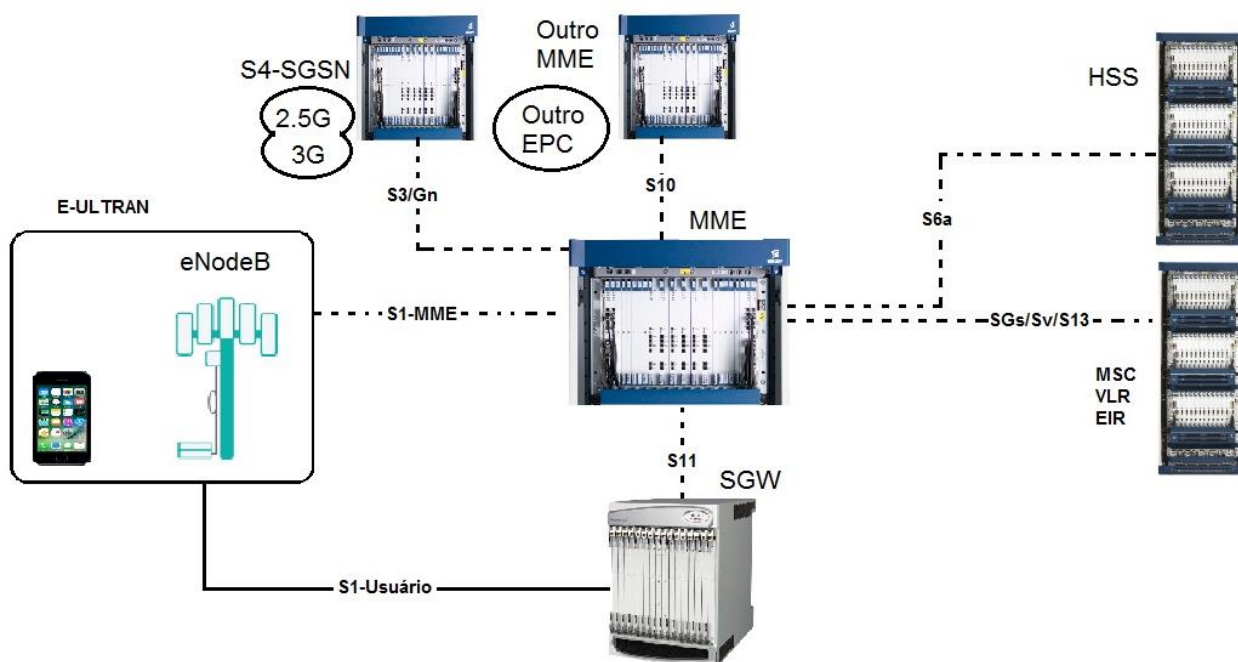 Outro
MME
S4-SGSN
HSS
2.5G
3G
Outro
EPC
S3/Gn
S10
E-ULTRAN
MME
S6a
eNodeB
S1-MME
SGs/Sv/S13
MSC
VLR
EIR
S11
SGW
S1-Usuário